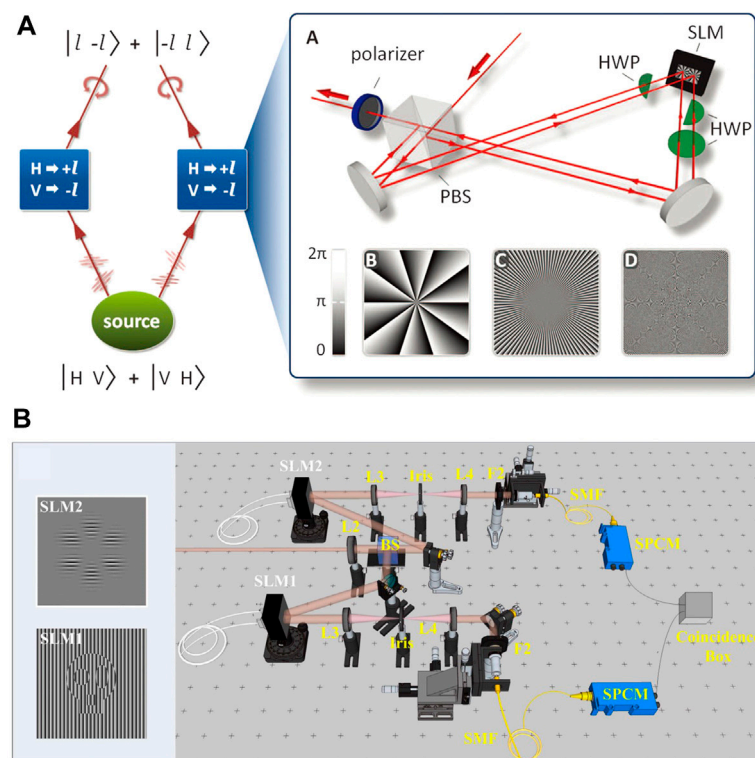 A
|l -l⟩ + |-l l⟩
H ➡ +l
V ➡ -l
H ➡ +l
V ➡ -l
source
|H V⟩ + |V H⟩
A
polarizer
SLM
HWP
HWP
PBS
2π
π
0
B
C
D
B
SLM2
SLM1
SLM2
L3
Iris
L4
F2
SMF
SPCM
L2
BS
SLM1
L3
Iris
L4
F2
Coincidence
Box
SPCM
SMF